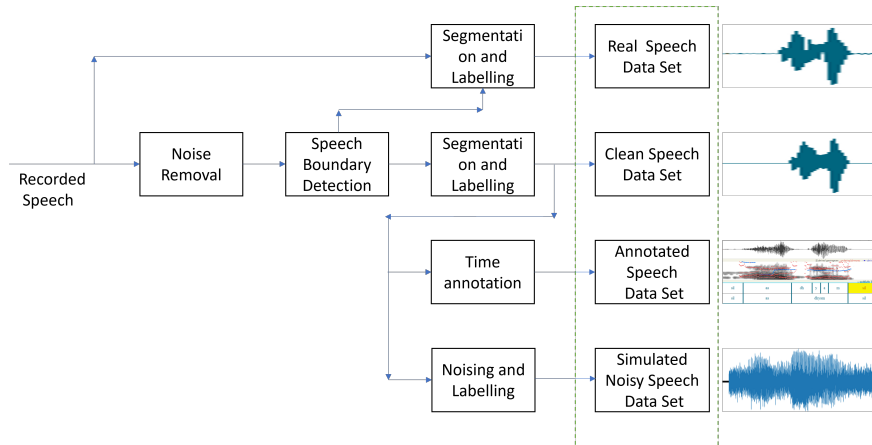 Segmentati
on and
Labelling
Real Speech
Data Set
Recorded
Speech
Noise
Removal
Speech
Boundary
Detection
Segmentati
on and
Labelling
Clean Speech
Data Set
Time
annotation
Annotated
Speech
Data Set
Noising and
Labelling
Simulated
Noisy Speech
Data Set